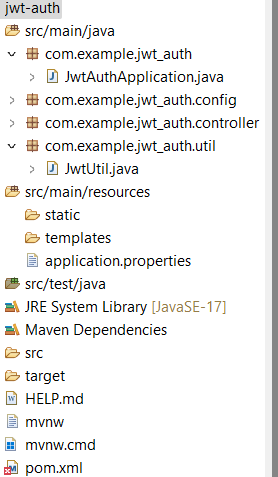 jwt-auth
src/main/java
com.example.jwt_auth
JwtAuthApplication.java
com.example.jwt_auth.config
com.example.jwt_auth.controller
com.example.jwt_auth.util
JwtUtil.java
src/main/resources
static
templates
application.properties
src/test/java
JRE System Library [JavaSE-17]
Maven Dependencies
src
target
HELP.md
mvnw
mvnw.cmd
pom.xml